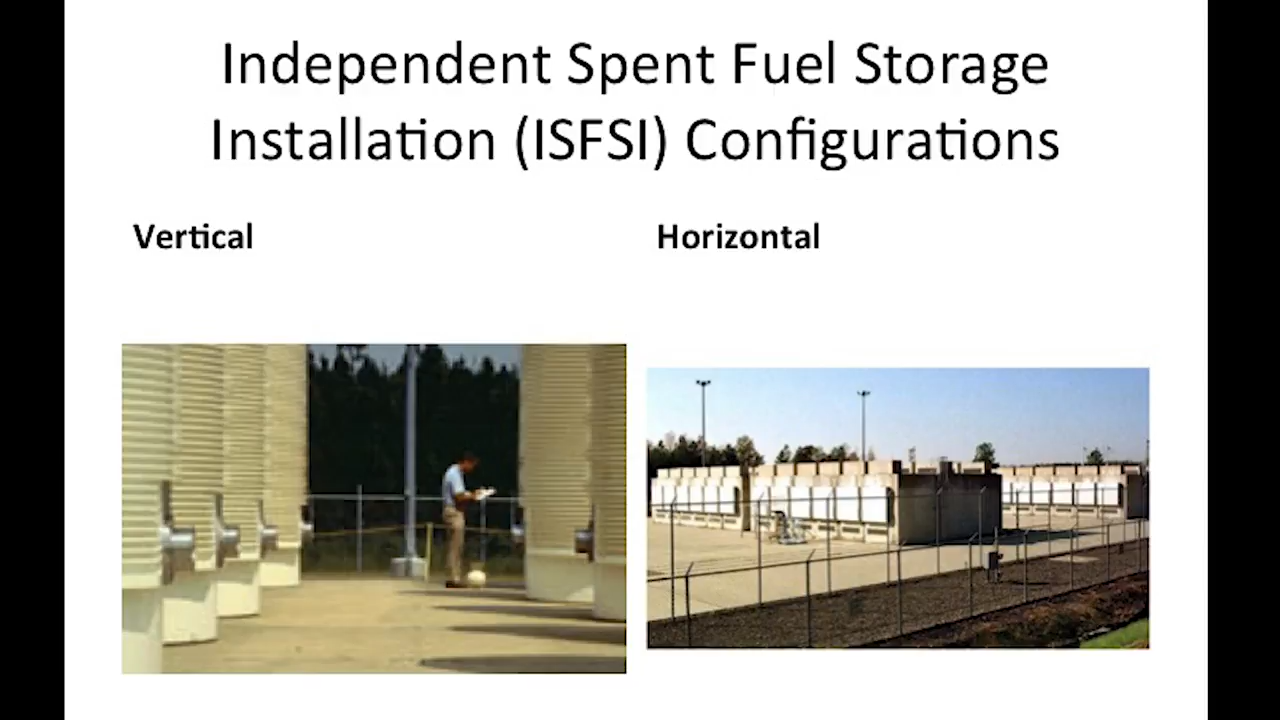 Independent Spent Fuel Storage
Installation (ISFSI) Configurations
Vertical
Horizontal